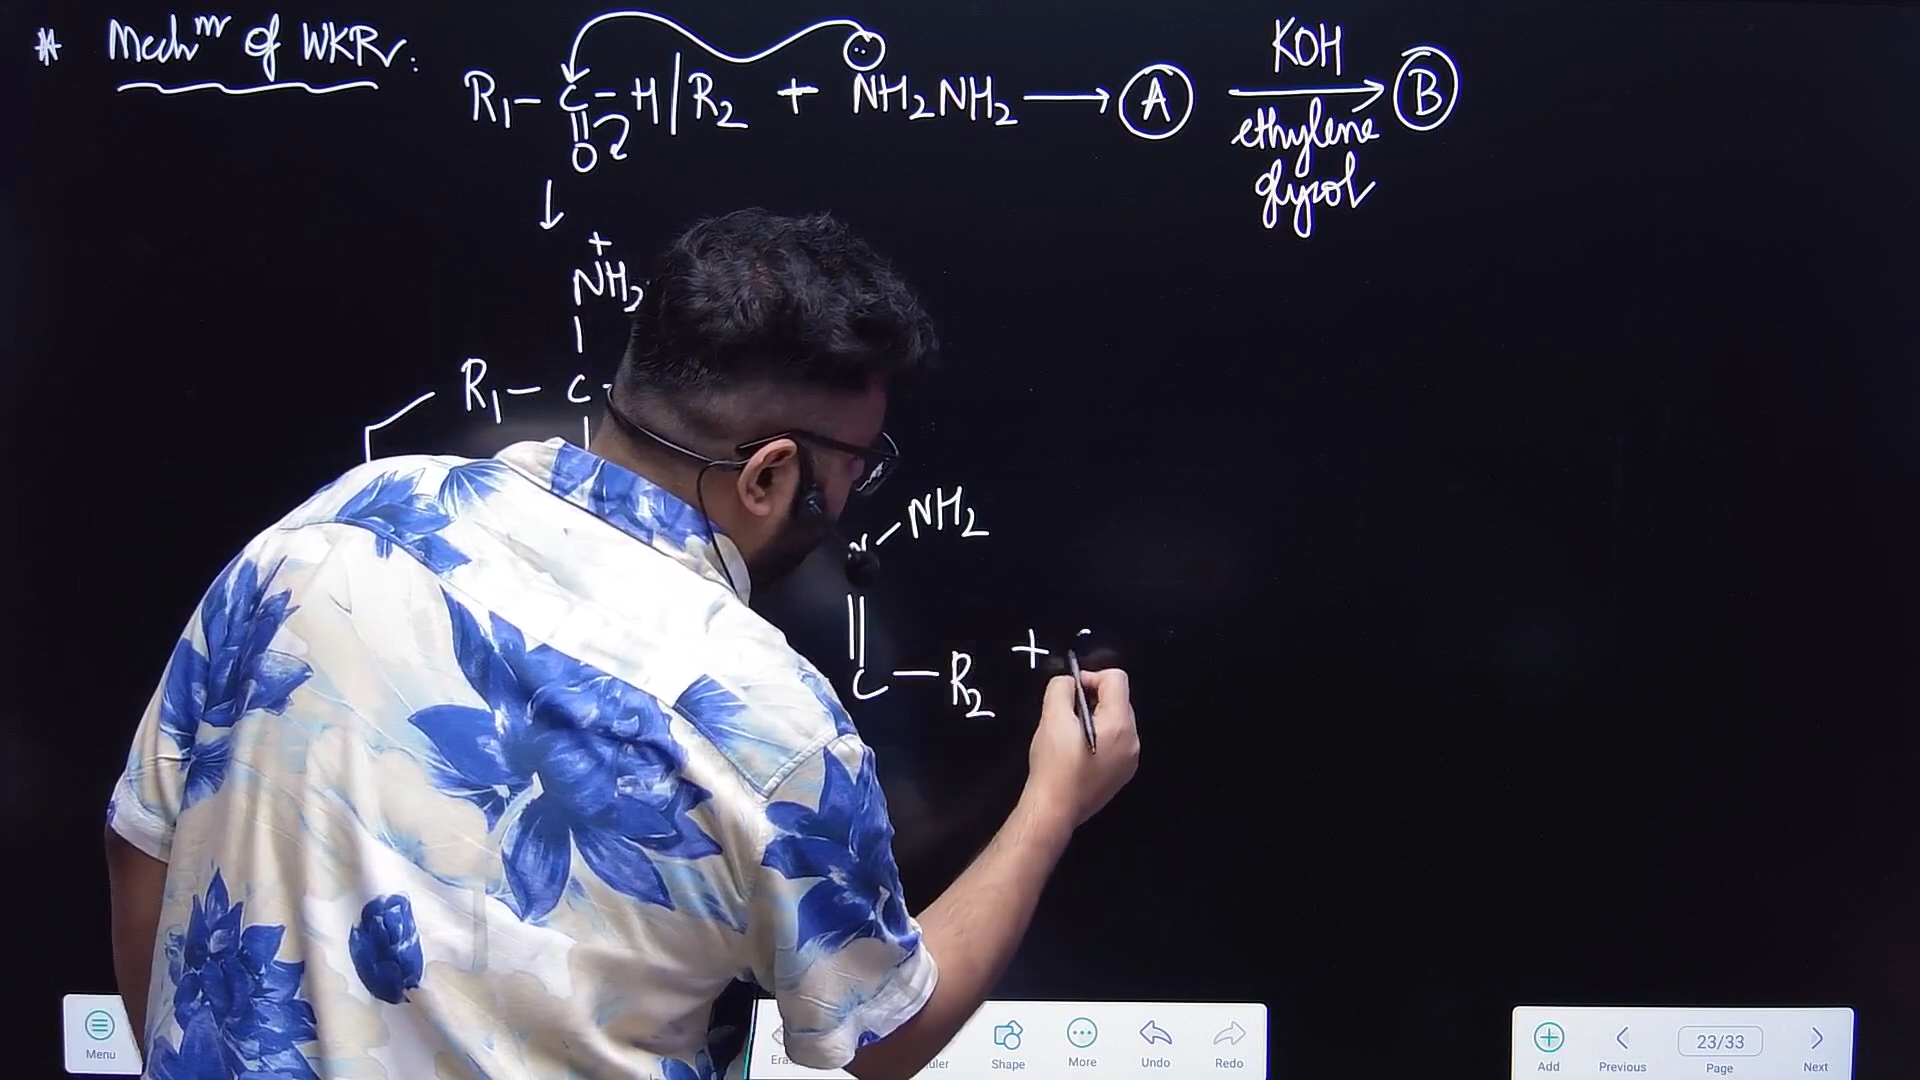 * Mechm of WKR:
R1–C–H/R2 + NH2NH2 ⟶ A
O
KOH
ethylene
glycol
B
+
NH2
R1–C
NH2
N
C–R2 +
Menu
Shape
More
Undo
Redo
Add
Previous
23/33
Page
Next